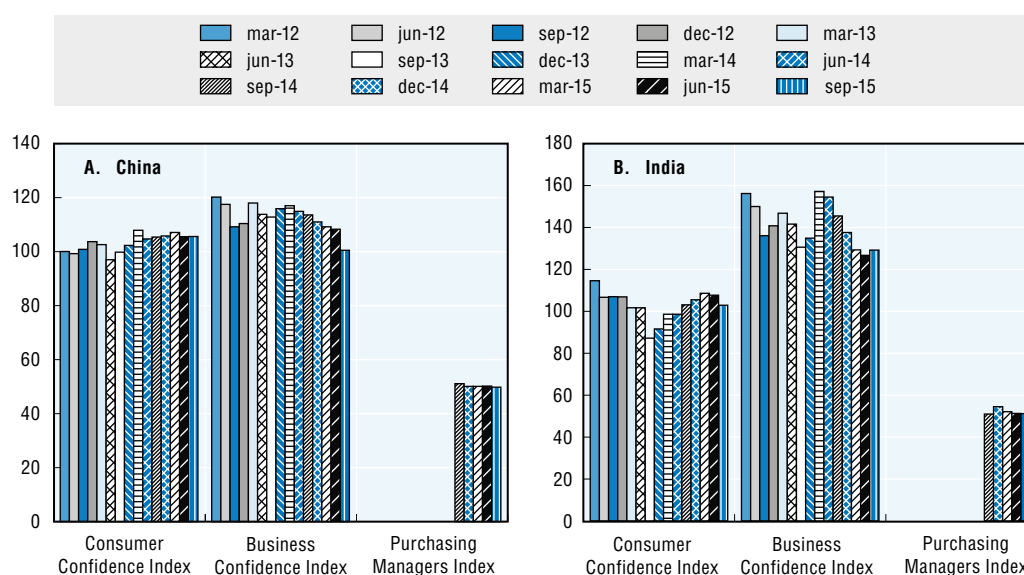 mar-12 jun-12 sep-12 dec-12 mar-13
jun-13 sep-13 dec-13 mar-14 jun-14
sep-14 dec-14 mar-15 jun-15 sep-15
140
120
100
80
60
40
20
0
A. China
Consumer
Confidence Index
Business
Confidence Index
Purchasing
Managers Index
180
160
140
120
100
80
60
40
20
0
B. India
Consumer
Confidence Index
Business
Confidence Index
Purchasing
Managers Index